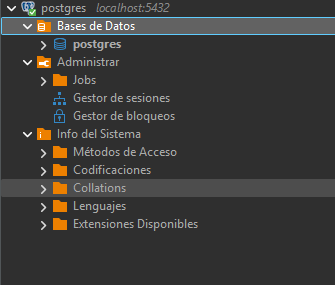 postgres localhost:5432
Bases de Datos
postgres
Administrar
Jobs
Gestor de sesiones
Gestor de bloqueos
Info del Sistema
Métodos de Acceso
Codificaciones
Collations
Lenguajes
Extensiones Disponibles